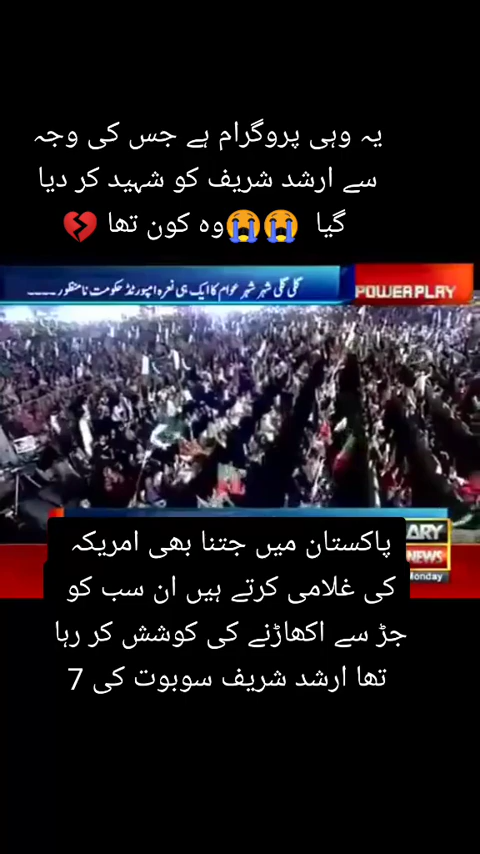 یہ وہی پروگرام ہے جس کی وجہ
سے ارشد شریف کو شہید کر دیا
گیا 😭😭وہ کون تھا 💔
گلی گلی شہر شہر عوام کا ایک ہی نعرہ امپورٹڈ حکومت نامنظور ....
POWERPLAY
پاکستان میں جتنا بھی امریکہ
کی غلامی کرتے ہیں ان سب کو
جڑ سے اکھاڑنے کی کوشش کر رہا
تھا ارشد شریف سوبوت کی 7
ARY
NEWS
Monday